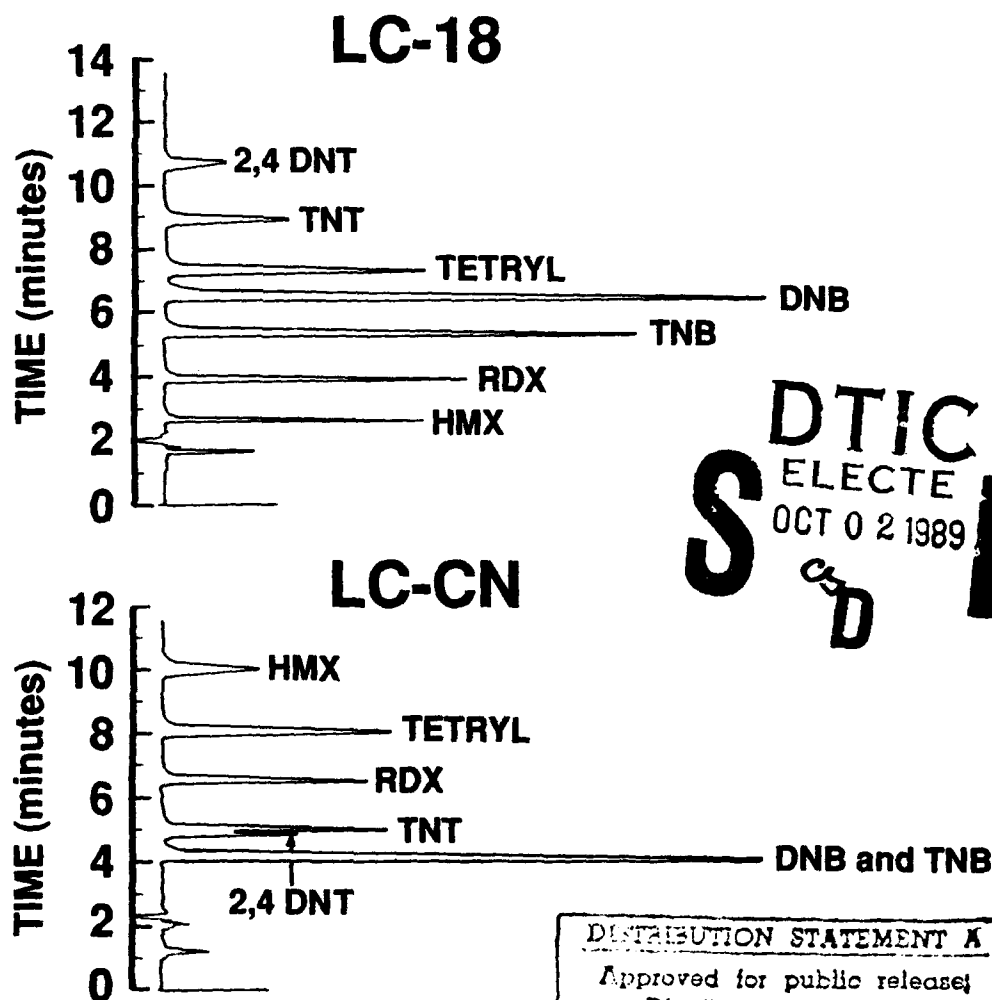 LC-18
14
12
10
8
6
4
2
0
TIME (minutes)
2,4 DNT
TNT
TETRYL
DNB
TNB
RDX
HMX
DTIC
ELECTE
OCT 02 1989
S
D
LC-CN
12
10
8
6
4
2
0
TIME (minutes)
HMX
TETRYL
RDX
TNT
DNB and TNB
2,4 DNT
DISTRIBUTION STATEMENT A
Approved for public release;